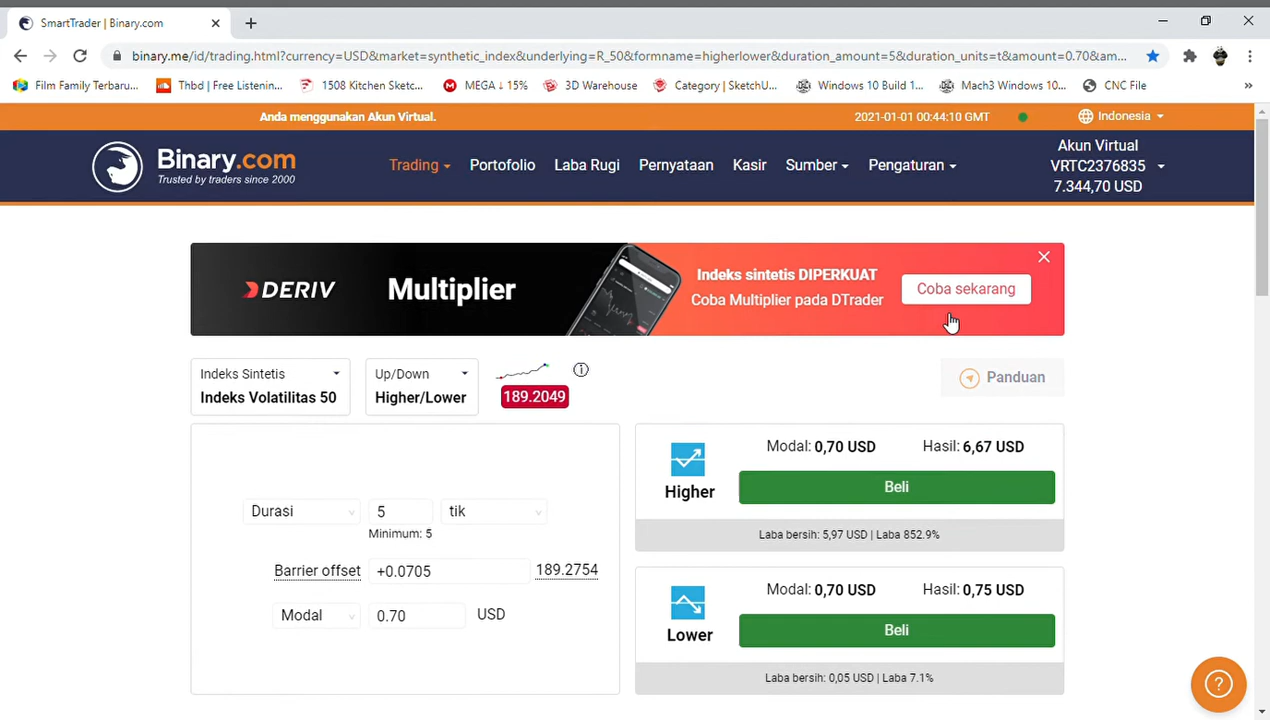 SmartTrader | Binary.com
binary.me/id/trading.html?currency=USD&market=synthetic_index&underlying=R_50&formname=higherlower&duration_amount=5&duration_units=t&amount=0.70&am...
Film Family Terbaru... Thbd | Free Listenin... 1508 Kitchen Sketc... MEGA ↓ 15% 3D Warehouse Category | SketchU... Windows 10 Build 1... Mach3 Windows 10... CNC File »
Anda menggunakan Akun Virtual. 2021-01-01 00:44:10 GMT Indonesia
Binary.com
Trusted by traders since 2000
Trading Portofolio Laba Rugi Pernyataan Kasir Sumber Pengaturan
Akun Virtual
VRTC2376835
7.344,70 USD
DERIV Multiplier
Indeks sintetis DIPERKUAT
Coba Multiplier pada DTrader
Coba sekarang
Indeks Sintetis
Indeks Volatilitas 50
Up/Down
Higher/Lower
189.2049
Panduan
Durasi 5 tik
Minimum: 5
Barrier offset +0.0705 189.2754
Modal 0.70 USD
Higher
Modal: 0,70 USD Hasil: 6,67 USD
Beli
Laba bersih: 5,97 USD | Laba 852.9%
Lower
Modal: 0,70 USD Hasil: 0,75 USD
Beli
Laba bersih: 0,05 USD | Laba 7.1%
?